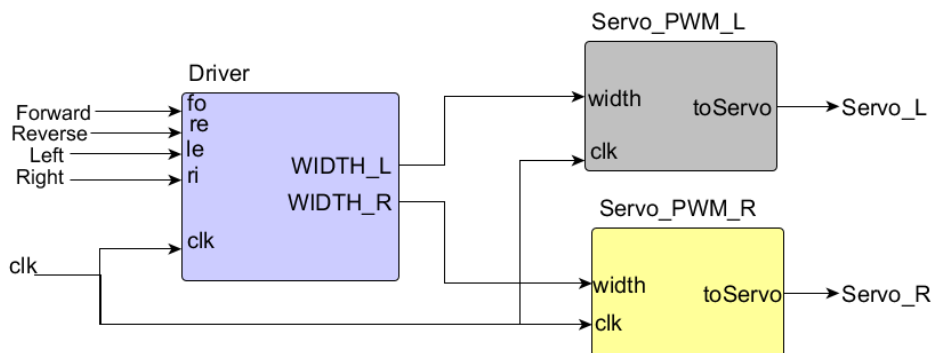 Servo_PWM_L
Driver
Forward
fo
width
toServo
Servo_L
Reverse
re
Left
le
clk
WIDTH_L
Right
ri
WIDTH_R
Servo_PWM_R
clk
clk
width
toServo
Servo_R
clk